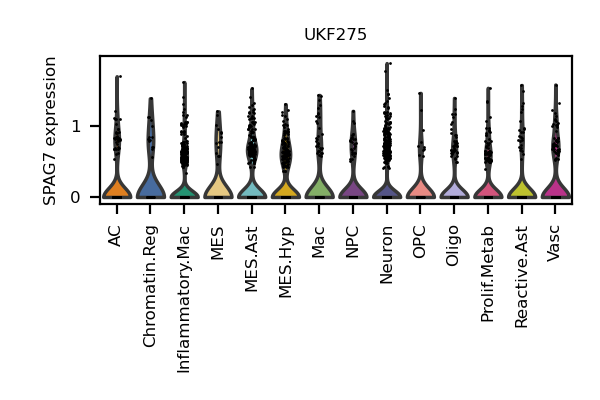 UKF275
SPAG7 expression
1
0
AC
Chromatin.Reg
Inflammatory.Mac
MES
MES.Ast
MES.Hyp
Mac
NPC
Neuron
OPC
Oligo
Prolif.Metab
Reactive.Ast
Vasc